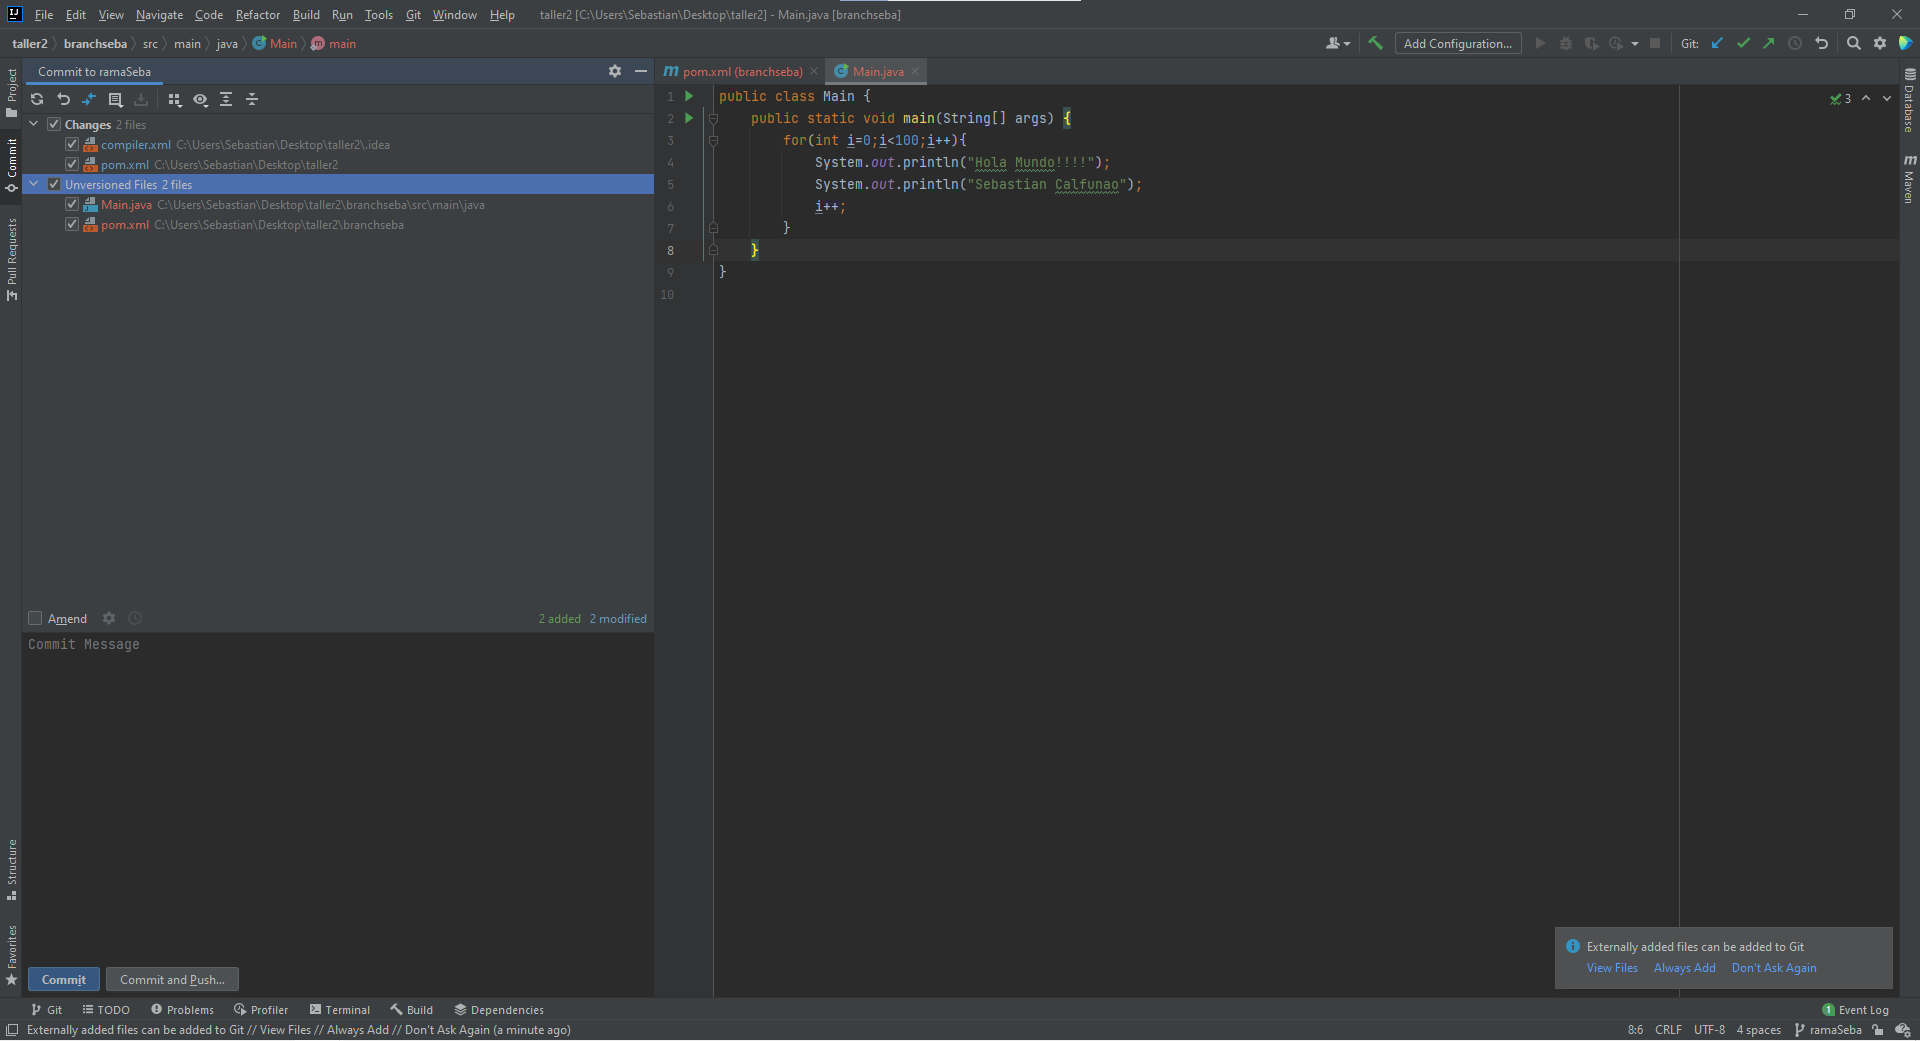 File Edit View Navigate Code Refactor Build Run Tools Git Window Help taller2 [C:\Users\Sebastian\Desktop\taller2] - Main.java [branchseba]
taller2 branchseba src main java Main main
Add Configuration...
Git:
Project
Commit
Pull Requests
Structure
Favorites
Commit to ramaSeba
Changes 2 files
compiler.xml C:\Users\Sebastian\Desktop\taller2\.idea
pom.xml C:\Users\Sebastian\Desktop\taller2
Unversioned Files 2 files
Main.java C:\Users\Sebastian\Desktop\taller2\branchseba\src\main\java
pom.xml C:\Users\Sebastian\Desktop\taller2\branchseba
Amend 2 added 2 modified
Commit Message
Commit Commit and Push...
pom.xml (branchseba) Main.java
3
1 public class Main {
2 public static void main(String[] args) {
3 for(int i=0;i<100;i++){
4 System.out.println("Hola Mundo!!!!");
5 System.out.println("Sebastian Calfunao");
6 i++;
7 }
8 }
9 }
10
Database
Maven
Externally added files can be added to Git
View Files Always Add Don't Ask Again
Git TODO Problems Profiler Terminal Build Dependencies 1 Event Log
Externally added files can be added to Git // View Files // Always Add // Don't Ask Again (a minute ago) 8:6 CRLF UTF-8 4 spaces ramaSeba